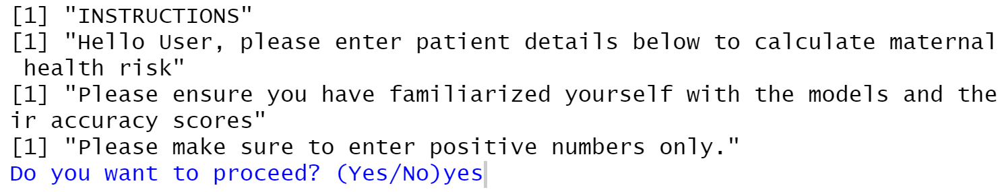 [1] "INSTRUCTIONS"
[1] "Hello User, please enter patient details below to calculate maternal
 health risk"
[1] "Please ensure you have familiarized yourself with the models and the
ir accuracy scores"
[1] "Please make sure to enter positive numbers only."
Do you want to proceed? (Yes/No)yes